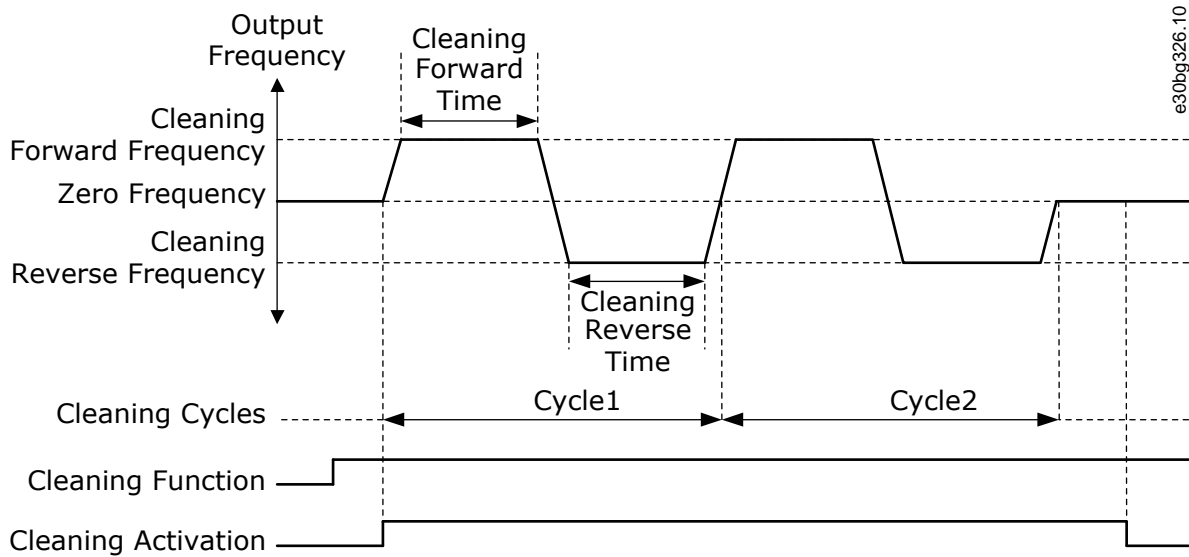 Output
Frequency
Cleaning
Forward
Time
e30bg326.10
Cleaning
Forward Frequency
Zero Frequency
Cleaning
Reverse Frequency
Cleaning
Reverse
Time
Cleaning Cycles
Cycle1
Cycle2
Cleaning Function
Cleaning Activation